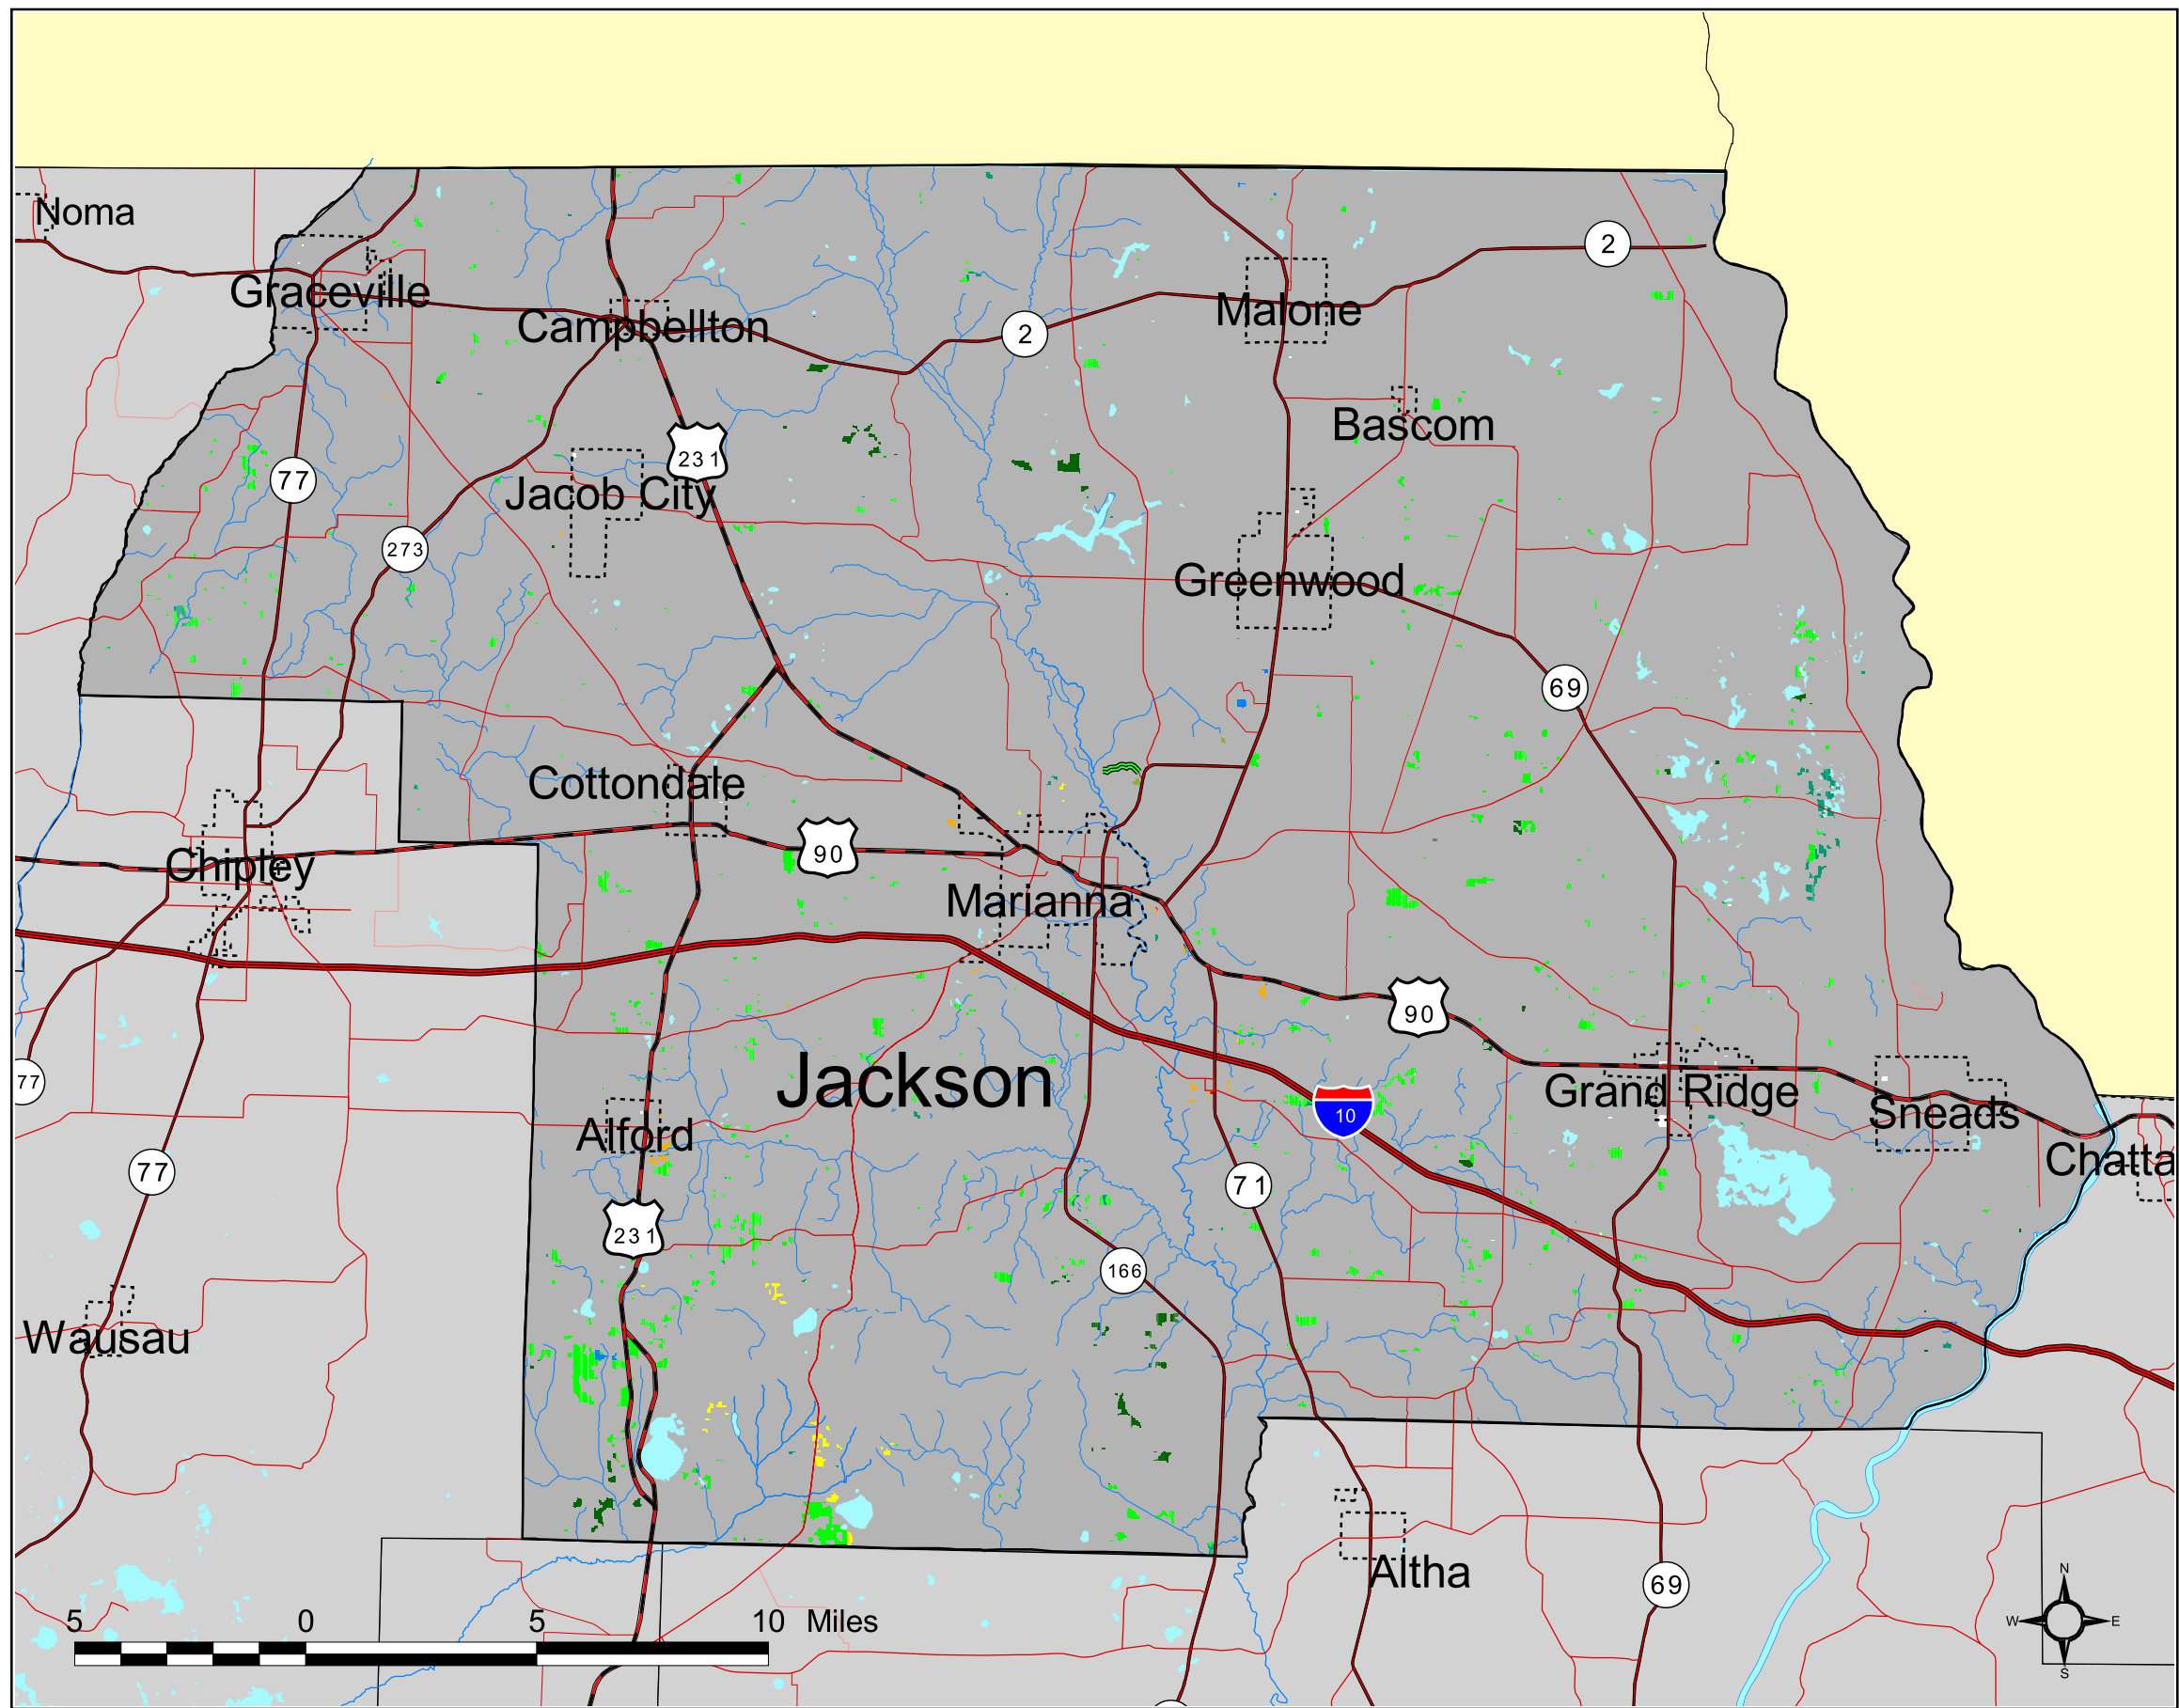 Noma
2
Graceville
Malone
Campbellton
2
Bascom
231
77
Jacob City
273
Greenwood
69
Cottondale
90
Chipley
Marianna
90
77
Jackson
Grand Ridge
10
Sneads
Alford
Chatta
77
71
231
166
Wausau
Altha
69
N
W E
S
5 0 5 10 Miles